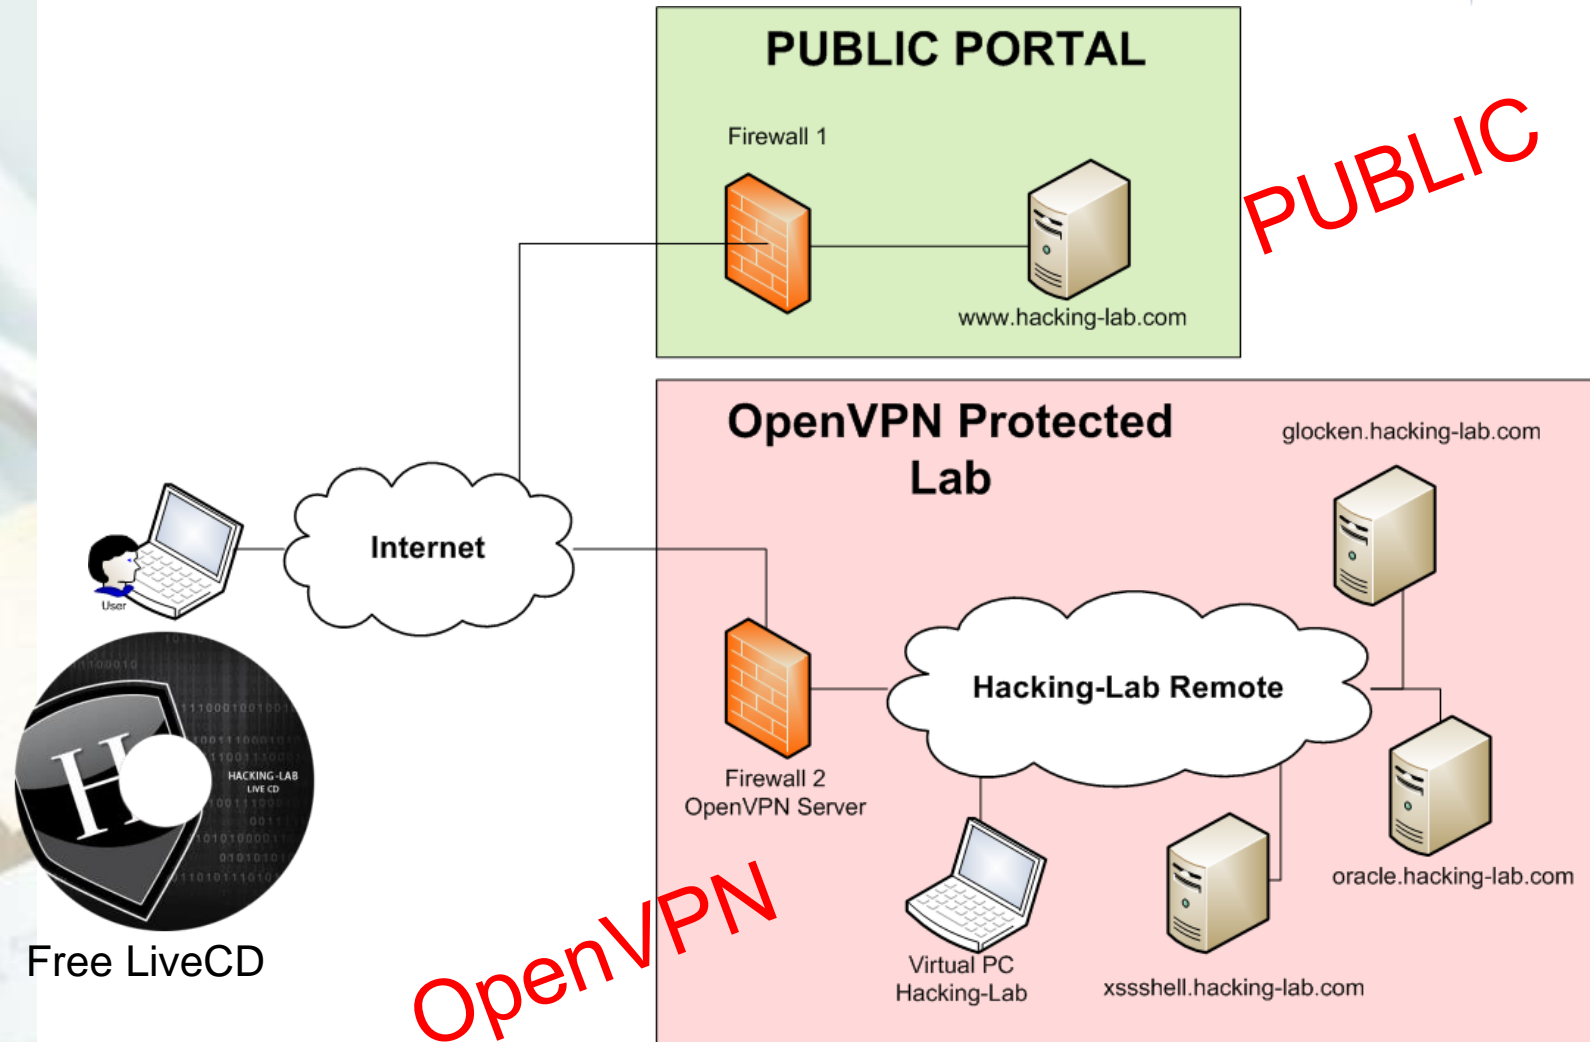 PUBLIC PORTAL
Firewall 1
www.hacking-lab.com
PUBLIC
OpenVPN Protected
Lab
glocken.hacking-lab.com
Internet
User
Hacking-Lab Remote
Firewall 2
OpenVPN Server
oracle.hacking-lab.com
Virtual PC
Hacking-Lab
xssshell.hacking-lab.com
OpenVPN
H
HACKING-LAB
LIVE CD
Free LiveCD